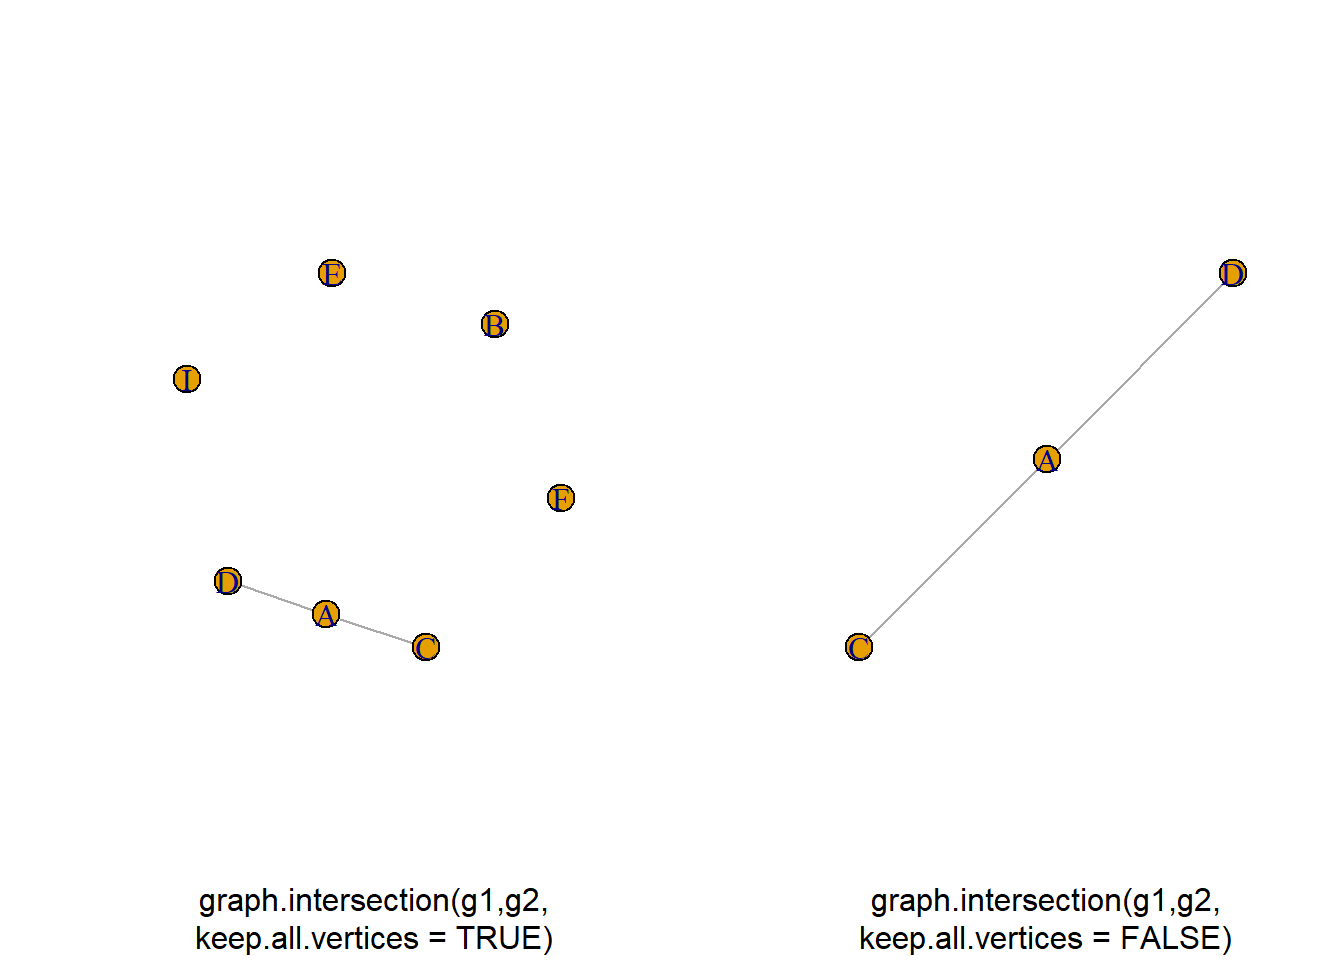 E
B
I
F
D
A
C
graph.intersection(g1,g2,
keep.all.vertices = TRUE)
D
A
C
graph.intersection(g1,g2,
keep.all.vertices = FALSE)